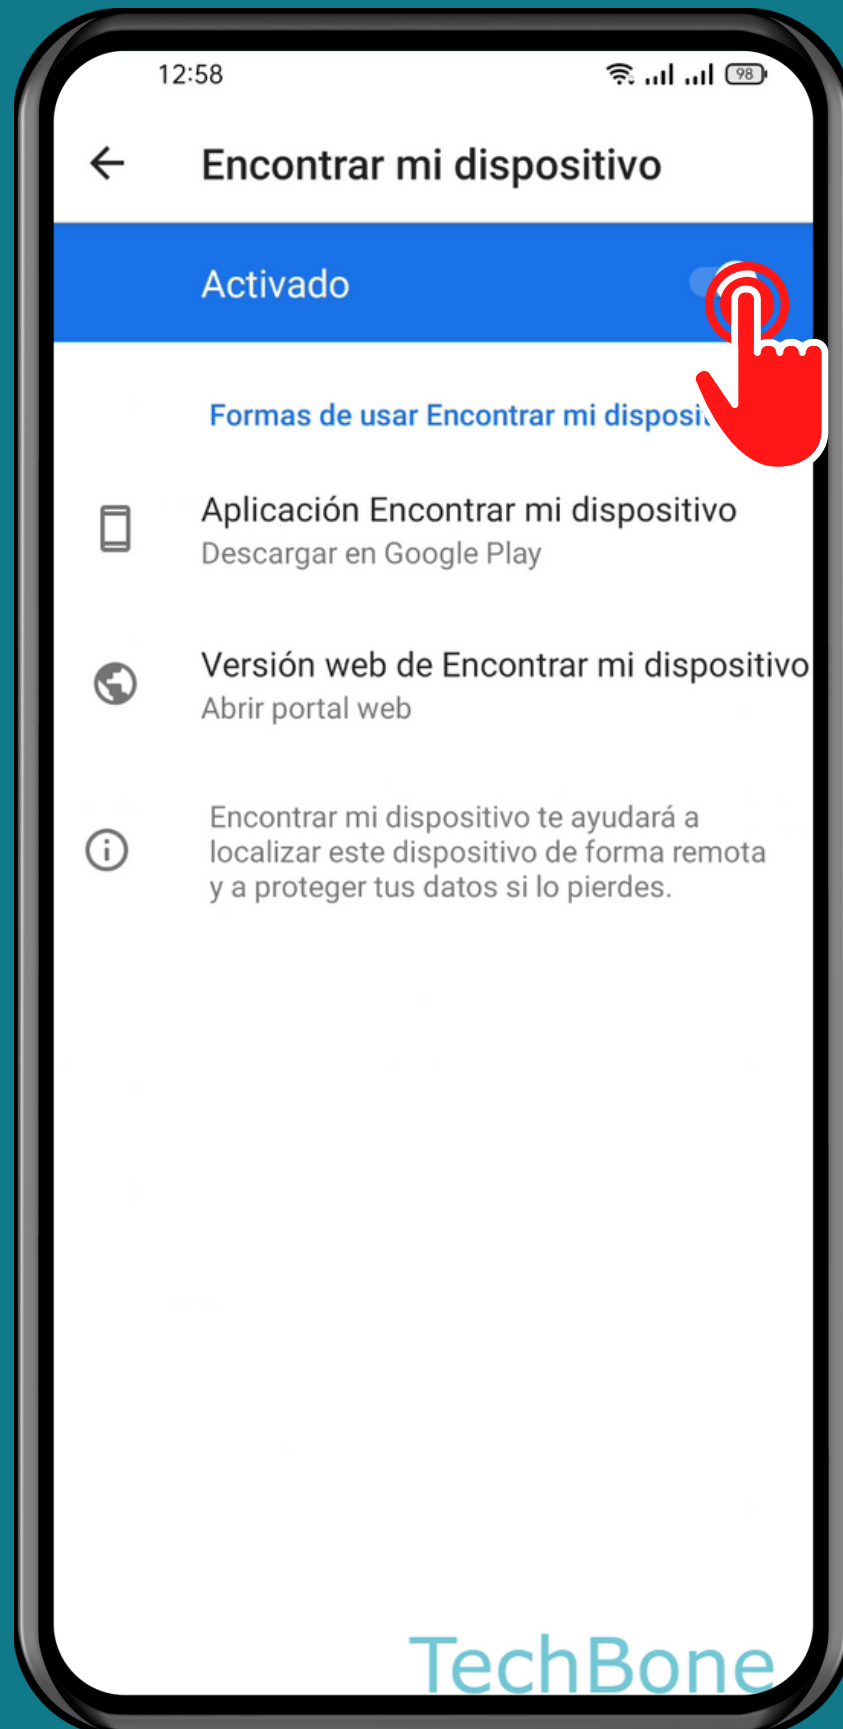 12:58
98
Encontrar mi dispositivo
Activado
Formas de usar Encontrar mi
Aplicación Encontrar mi dispositivo
Descargar en Google Play
Versión web de Encontrar mi dispositivo
Abrir portal web
Encontrar mi dispositivo te ayudará a
localizar este dispositivo de forma remota
y a proteger tus datos si lo pierdes.
TechBone